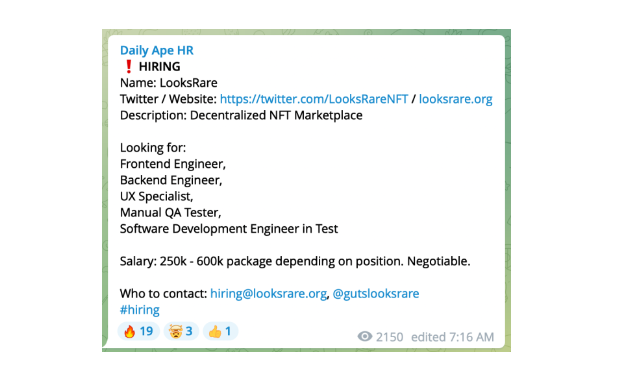 Daily Ape HR
❗ HIRING
Name: LooksRare
Twitter / Website: https://twitter.com/LooksRareNFT / looksrare.org
Description: Decentralized NFT Marketplace
Looking for:
Frontend Engineer,
Backend Engineer,
UX Specialist,
Manual QA Tester,
Software Development Engineer in Test
Salary: 250k - 600k package depending on position. Negotiable.
Who to contact: hiring@looksrare.org, @gutslooksrare
#hiring
🔥 19 🤯 3 👍 1 2150 edited 7:16 AM